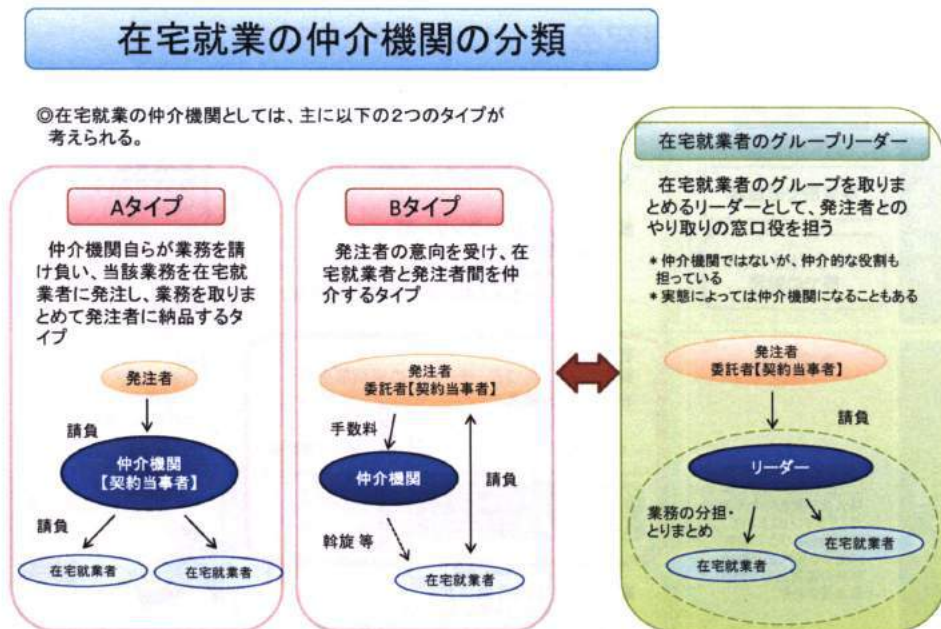 在宅就業の仲介機関の分類
◎在宅就業の仲介機関としては、主に以下の2つのタイプが
考えられる。
Aタイプ
仲介機関自らが業務を請
け負い、当該業務を在宅就
業者に発注し、業務を取りま
とめて発注者に納品するタ
イプ
発注者
請負
仲介機関
【契約当事者】
請負
在宅就業者
在宅就業者
Bタイプ
発注者の意向を受け、在
宅就業者と発注者間を仲
介するタイプ
発注者
委託者【契約当事者】
手数料
仲介機関
請負
斡旋 等
在宅就業者
在宅就業者のグループリーダー
在宅就業者のグループを取りま
とめるリーダーとして、発注者との
やり取りの窓口役を担う
*仲介機関ではないが、仲介的な役割も
担っている
*実態によっては仲介機関になることもある
発注者
委託者【契約当事者】
請負
リーダー
業務の分担・
とりまとめ
在宅就業者
在宅就業者